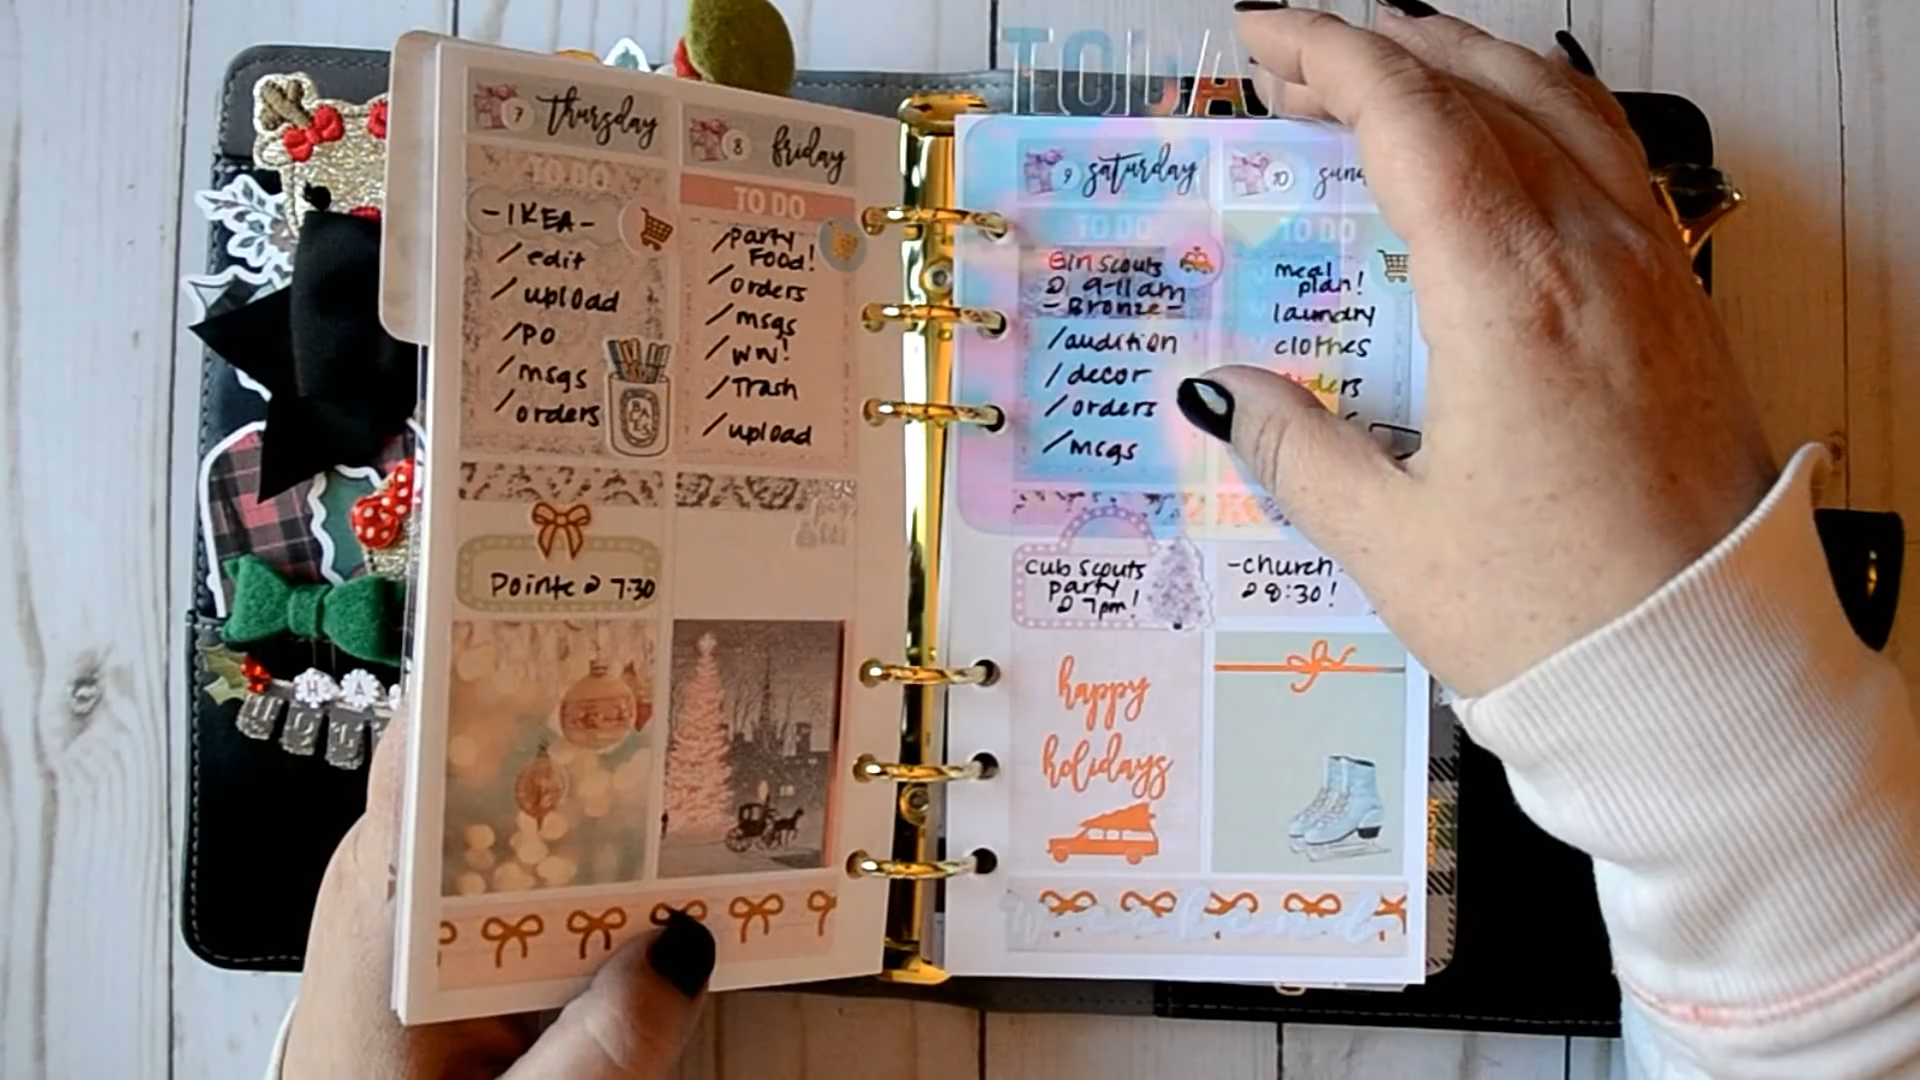 TODA
7 thursday
TO DO
-IKEA-
/edit
/upload
/PO
/msgs
/orders
Pointe @ 7:30
8 friday
TO DO
/party
Food!
/orders
/msgs
/WW!
/Trash
/upload
9 saturday
TO DO
Girl Scouts
@ 9-11am
-Bronze-
/audition
/decor
/orders
/msgs
cub scouts
party
@ 7pm!
happy
holidays
10 sun
TO DO
meal
plan!
laundry
clothes
-church-
@ 8:30!
weekend